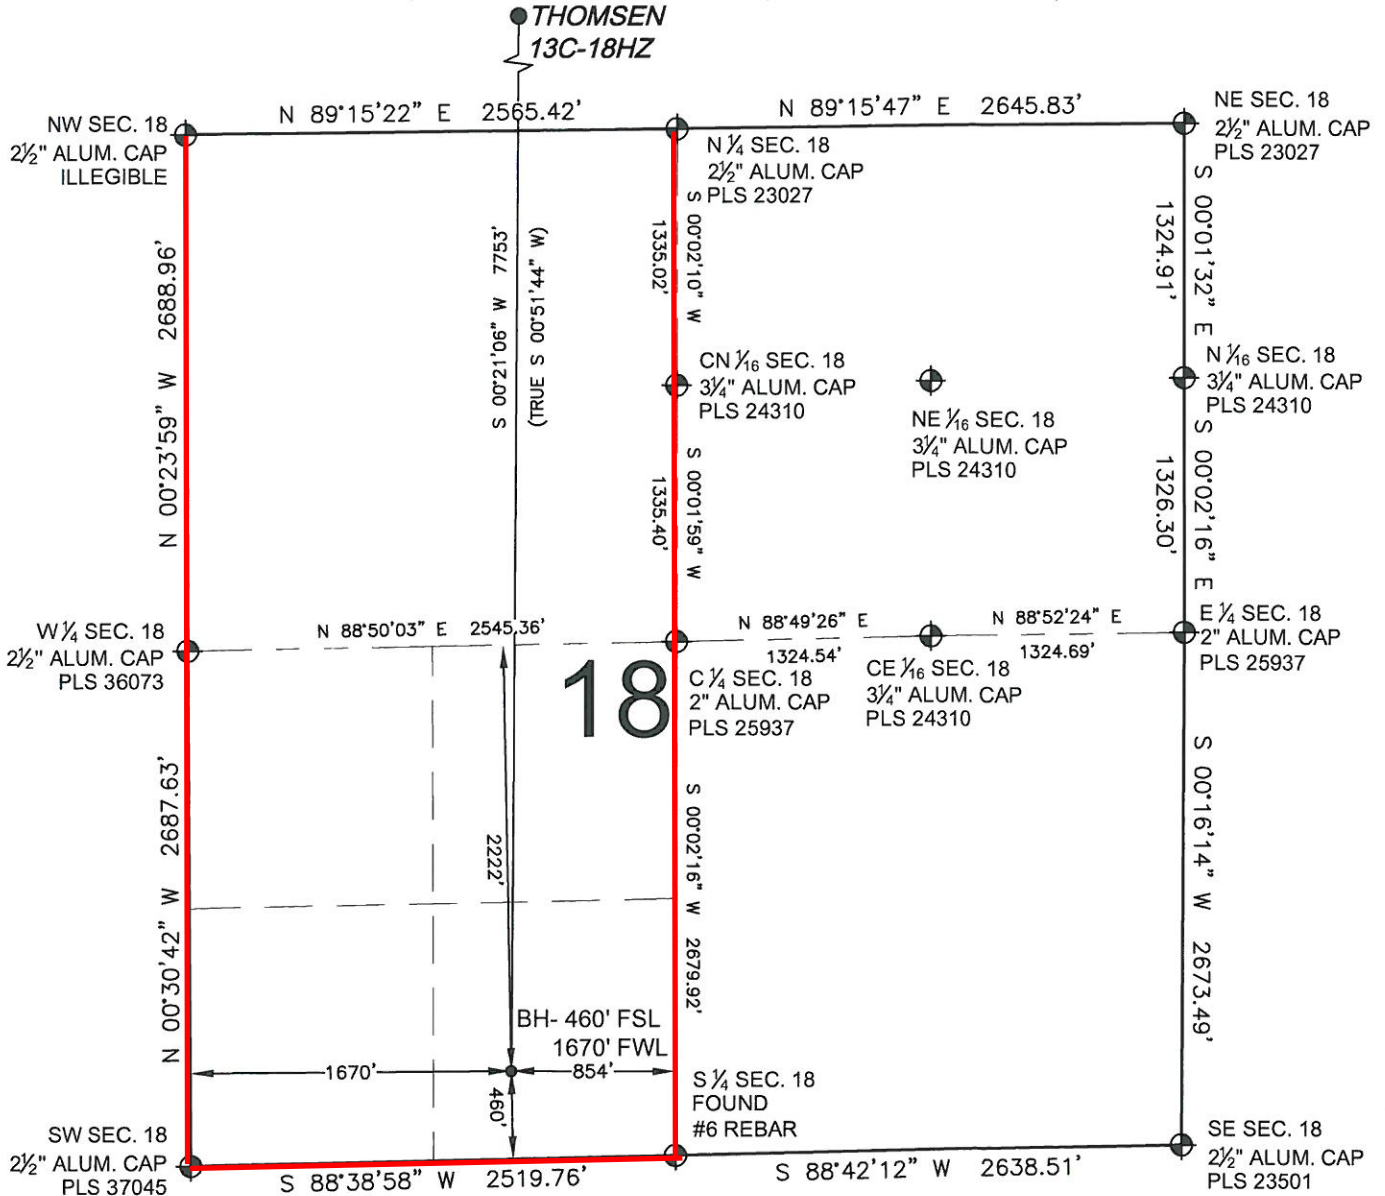 THOMSEN
13C-18HZ
N 89°15'22" E 2565.42'
N 89°15'47" E 2645.83'
NW SEC. 18
2½" ALUM. CAP
ILLEGIBLE
N ¼ SEC. 18
2½" ALUM. CAP
PLS 23027
NE SEC. 18
2½" ALUM. CAP
PLS 23027
N 00°23'59" W 2688.96'
S 00°21'06" W 7753'
(TRUE S 00°51'44" W)
S 00°02'10" W
1335.02'
S 00°01'32" E
1324.91'
CN 1⁄16 SEC. 18
3¼" ALUM. CAP
PLS 24310
NE 1⁄16 SEC. 18
3¼" ALUM. CAP
PLS 24310
N 1⁄16 SEC. 18
3¼" ALUM. CAP
PLS 24310
S 00°01'59" W
1335.40'
S 00°02'16" E
1326.30'
W ¼ SEC. 18
2½" ALUM. CAP
PLS 36073
N 88°50'03" E 2545.36'
N 88°49'26" E
1324.54'
N 88°52'24" E
1324.69'
E ¼ SEC. 18
2" ALUM. CAP
PLS 25937
18
C ¼ SEC. 18
2" ALUM. CAP
PLS 25937
CE 1⁄16 SEC. 18
3¼" ALUM. CAP
PLS 24310
N 00°30'42" W 2687.63'
2222'
S 00°02'16" W 2679.92'
S 00°16'14" W 2673.49'
BH- 460' FSL
1670' FWL
1670'
854'
460'
S ¼ SEC. 18
FOUND
#6 REBAR
SW SEC. 18
2½" ALUM. CAP
PLS 37045
S 88°38'58" W 2519.76'
S 88°42'12" W 2638.51'
SE SEC. 18
2½" ALUM. CAP
PLS 23501